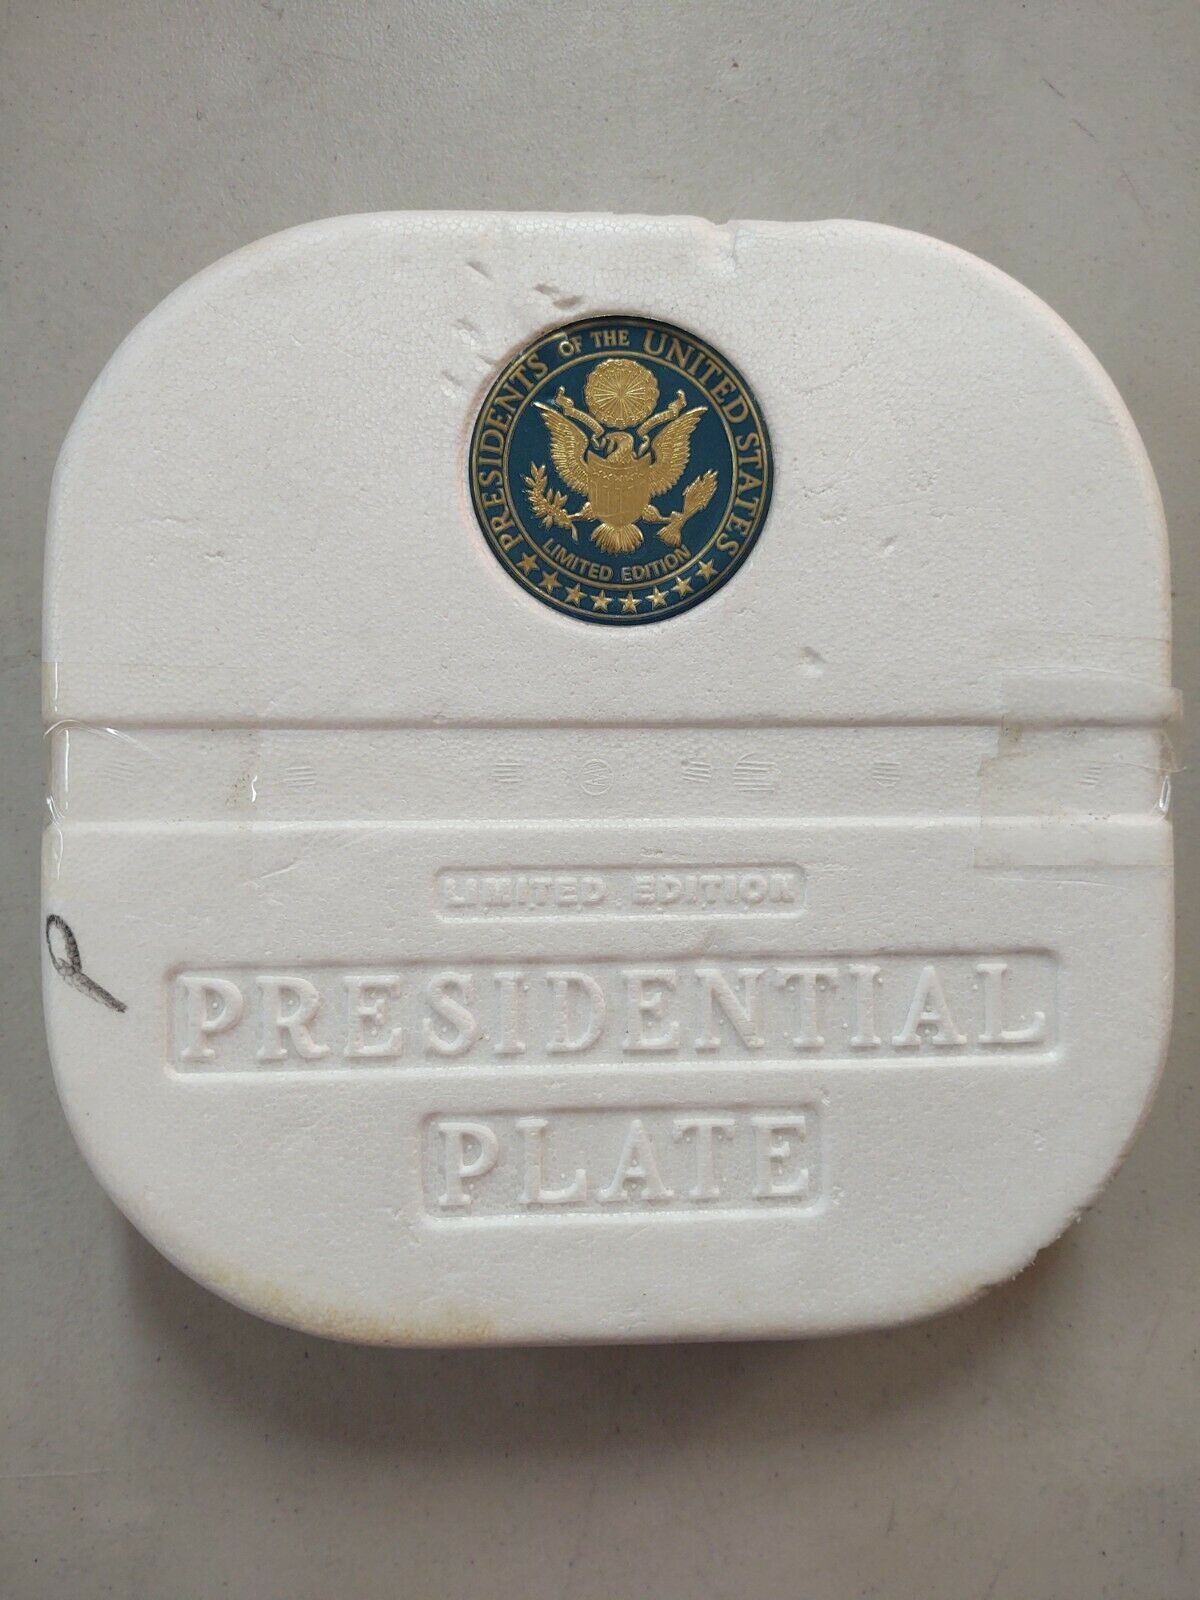 PRESIDENTS OF THE UNITED STATES
LIMITED EDITION
LIMITED EDITION
PRESIDENTIAL
PLATE